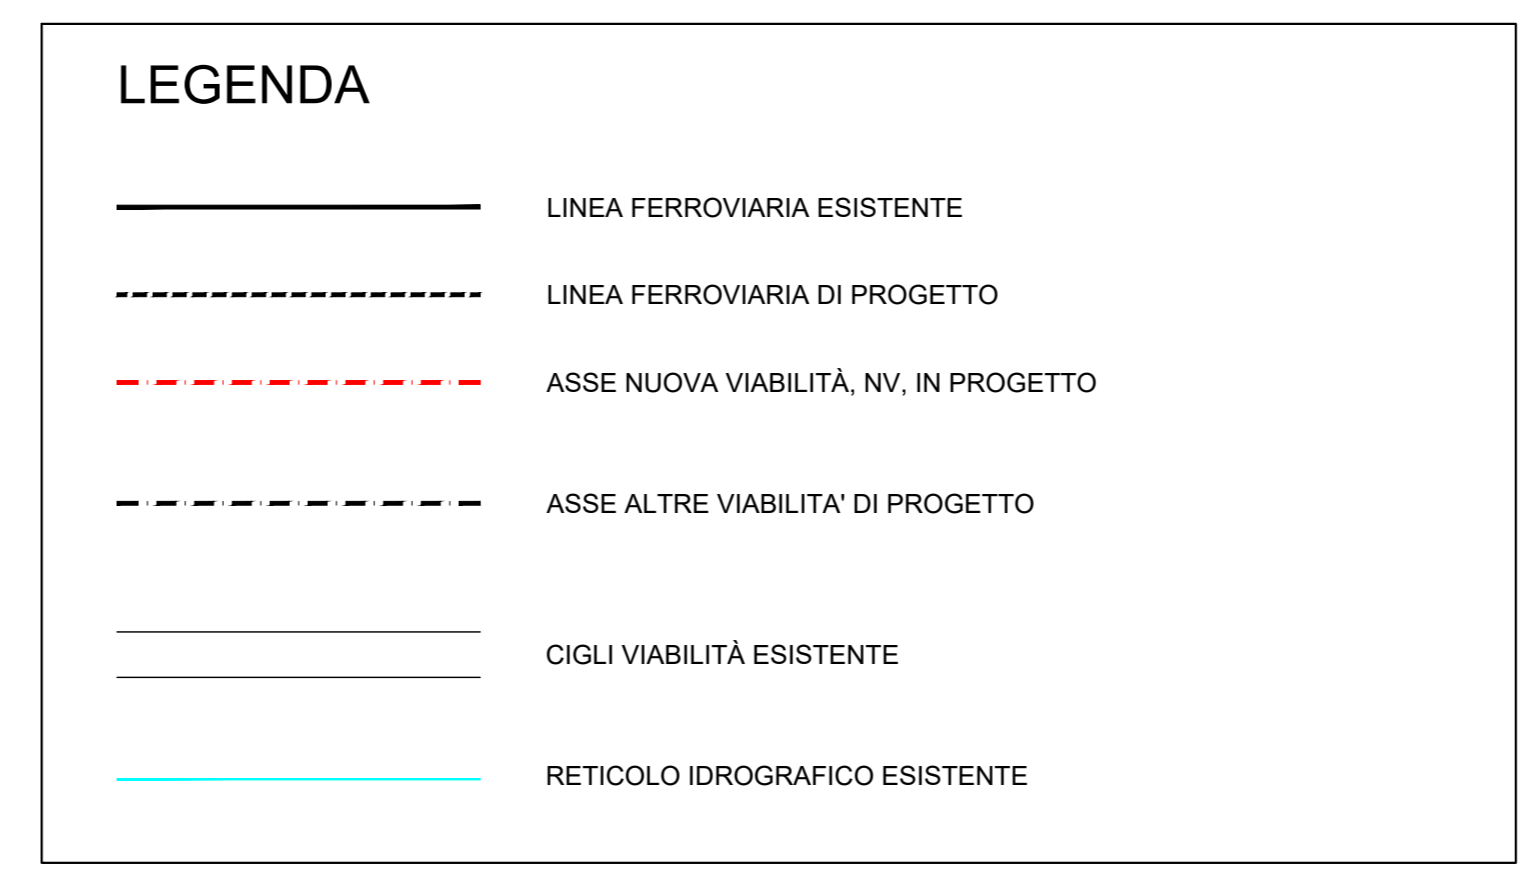 LEGENDA
LINEA FERROVIARIA ESISTENTE
LINEA FERROVIARIA DI PROGETTO
ASSE NUOVA VIABILITÀ, NV, IN PROGETTO
ASSE ALTRE VIABILITA' DI PROGETTO
CIGLI VIABILITÀ ESISTENTE
RETICOLO IDROGRAFICO ESISTENTE